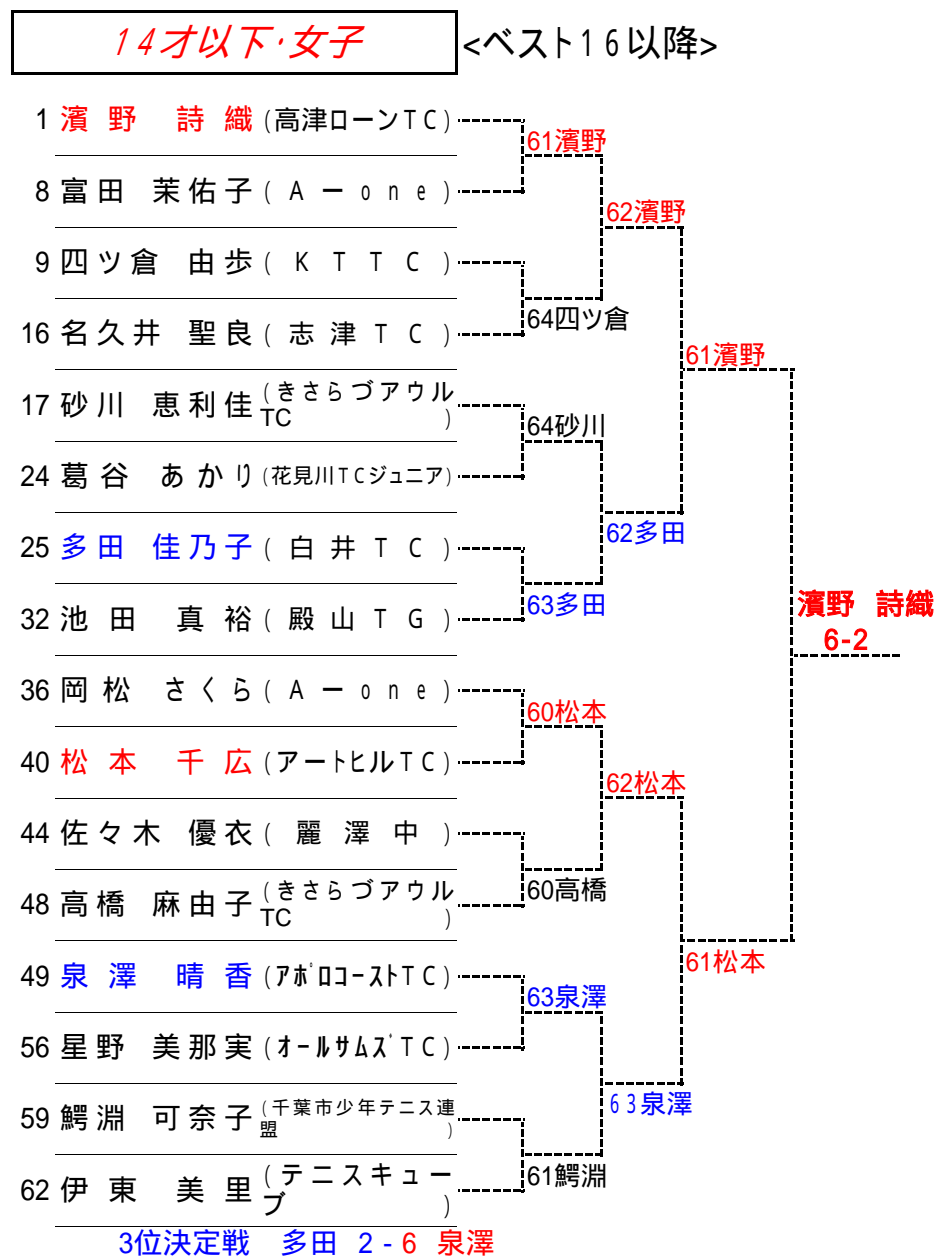 14才以下･女子 <ベスト１６以降>
1 濱野 詩織 (高津ローンTC)
61濱野
8 富田 茉佑子 (A－one)
62濱野
9 四ツ倉 由歩 (KTTC)
64四ツ倉
16 名久井 聖良 (志津TC)
61濱野
17 砂川 恵利佳 (きさらづアウルTC)
64砂川
24 葛谷 あかり (花見川TCジュニア)
62多田
25 多田 佳乃子 (白井TC)
63多田
32 池田 真裕 (殿山TG)
濱野 詩織
6-2
36 岡松 さくら (A－one)
60松本
40 松本 千広 (アートヒルTC)
62松本
44 佐々木 優衣 (麗澤中)
60高橋
48 高橋 麻由子 (きさらづアウルTC)
61松本
49 泉澤 晴香 (ｱﾎﾟﾛｺｰｽﾄTC)
63泉澤
56 星野 美那実 (ｵｰﾙｻﾑｽﾞTC)
63泉澤
59 鰐淵 可奈子 (千葉市少年テニス連盟)
61鰐淵
62 伊東 美里 (テニスキューブ)
3位決定戦 多田 2 - 6 泉澤